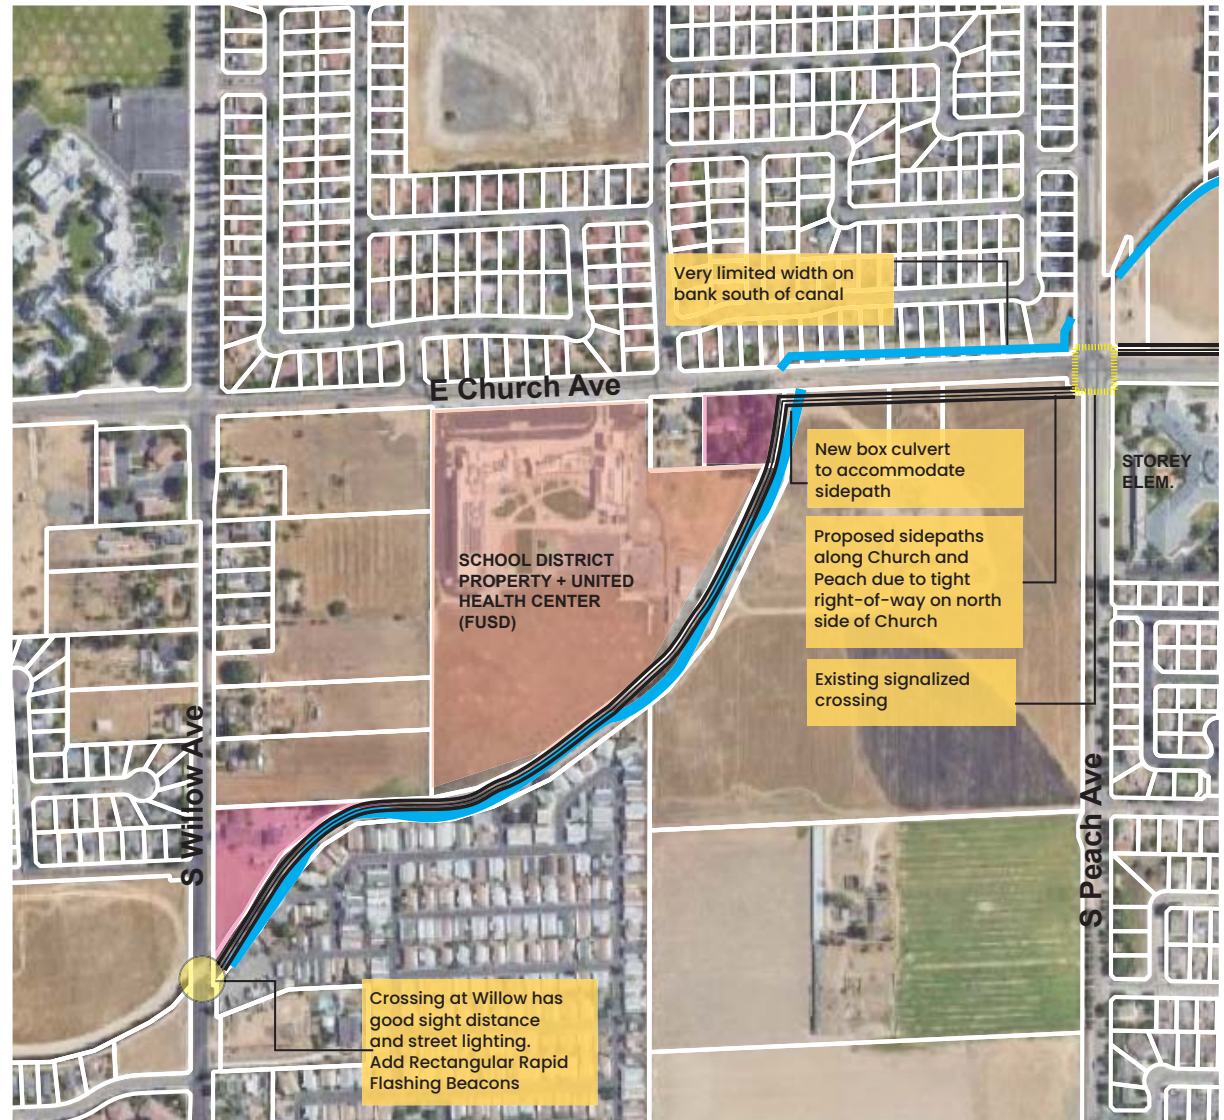 Very limited width on
bank south of canal
E Church Ave
New box culvert
to accommodate
sidepath
STOREY
ELEM.
Proposed sidepaths
along Church and
Peach due to tight
right-of-way on north
side of Church
SCHOOL DISTRICT
PROPERTY + UNITED
HEALTH CENTER
(FUSD)
Existing signalized
crossing
S Willow Ave
S Peach Ave
Crossing at Willow has
good sight distance
and street lighting.
Add Rectangular Rapid
Flashing Beacons